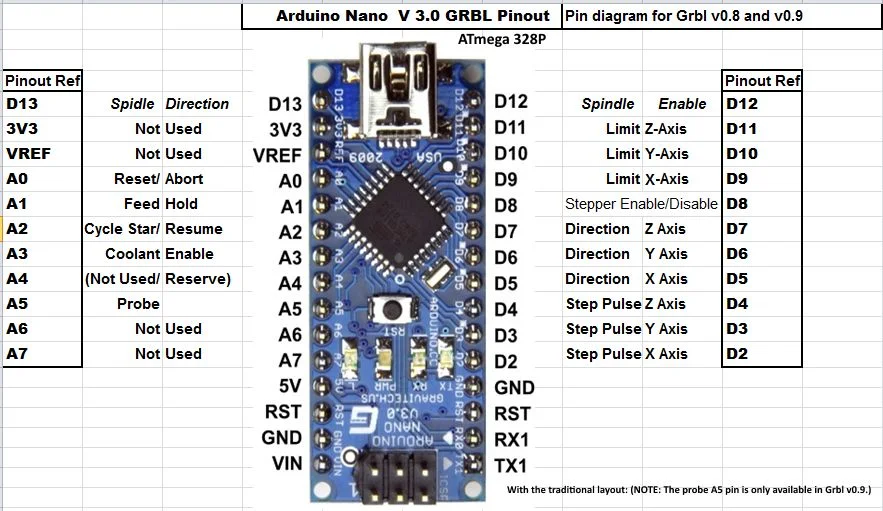 Arduino Nano V 3.0 GRBL Pinout Pin diagram for Grbl v0.8 and v0.9
ATmega 328P
Pinout Ref
D13 Spidle Direction
3V3 Not Used
VREF Not Used
A0 Reset/ Abort
A1 Feed Hold
A2 Cycle Star/ Resume
A3 Coolant Enable
A4 (Not Used/ Reserve)
A5 Probe
A6 Not Used
A7 Not Used
D13
3V3
VREF
A0
A1
A2
A3
A4
A5
A6
A7
5V
RST
GND
VIN
USA
2009
RST
ARDUINO.CC
L PWR RX TX
GRAVITECH.US
ARDUINO
NANO
V3.0
ICSP
D12
D11
D10
D9
D8
D7
D6
D5
D4
D3
D2
GND
RST
RX1
TX1
Pinout Ref
Spindle Enable D12
Limit Z-Axis D11
Limit Y-Axis D10
Limit X-Axis D9
Stepper Enable/Disable D8
Direction Z Axis D7
Direction Y Axis D6
Direction X Axis D5
Step Pulse Z Axis D4
Step Pulse Y Axis D3
Step Pulse X Axis D2
With the traditional layout: (NOTE: The probe A5 pin is only available in Grbl v0.9.)